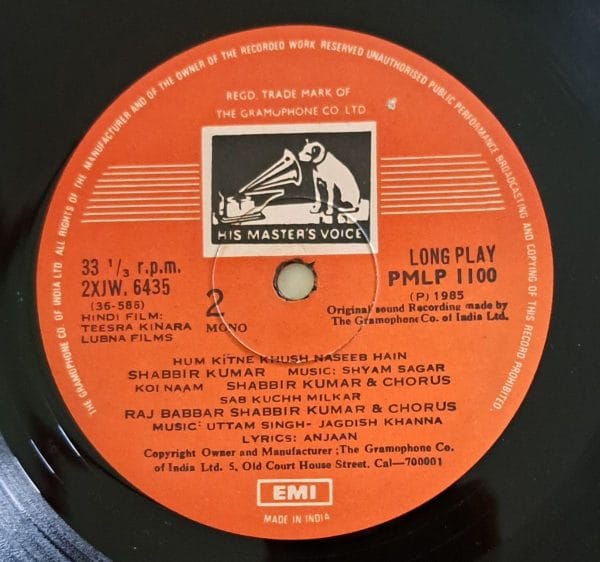 THE GRAMOPHONE CO. OF INDIA LTD. ALL RIGHTS OF THE MANUFACTURER AND OF THE OWNER OF THE RECORDED WORK RESERVED UNAUTHORISED PUBLIC PERFORMANCE BROADCASTING AND COPYING OF THIS RECORD PROHIBITED.
REGD. TRADE MARK OF
THE GRAMOPHONE CO. LTD.
HIS MASTER'S VOICE
33 1/3 r.p.m.
2XJW. 6435
(36-586)
HINDI FILM:
TEESRA KINARA
LUBNA FILMS
2
MONO
LONG PLAY
PMLP 1100
(P) 1985
Original sound Recording made by
The Gramophone Co. of India Ltd.
HUM KITNE KHUSH NASEEB HAIN
SHABBIR KUMAR MUSIC: SHYAM SAGAR
KOI NAAM SHABBIR KUMAR & CHORUS
SAB KUCHH MILKAR
RAJ BABBAR SHABBIR KUMAR & CHORUS
MUSIC: UTTAM SINGH- JAGDISH KHANNA
LYRICS: ANJAAN
Copyright Owner and Manufacturer ;The Gramophone Co.
of India Ltd. 5, Old Court House Street. Cal—700001
EMI
MADE IN INDIA